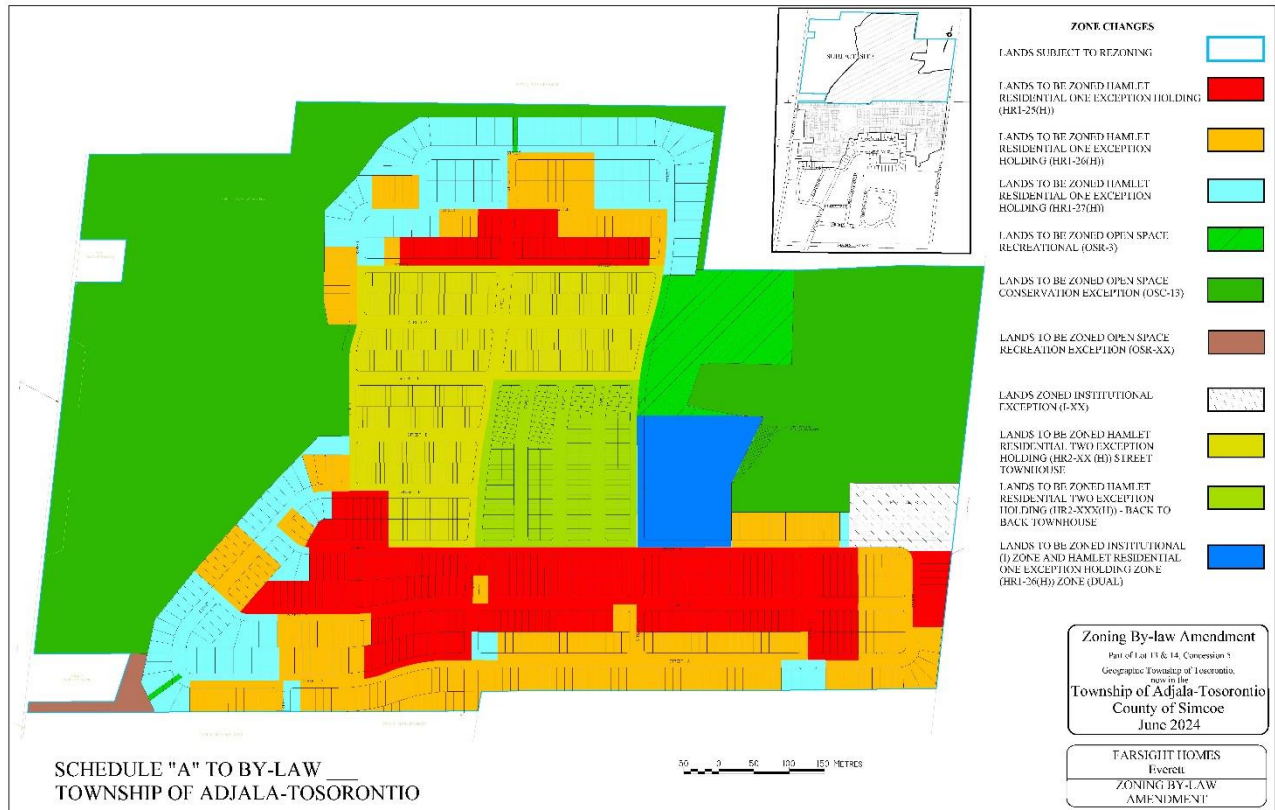 ZONE CHANGES
LANDS SUBJECT TO REZONING
LANDS TO BE ZONED HAMLET
RESIDENTIAL ONE EXCEPTION HOLDING
(HR1-25(H))
LANDS TO BE ZONED HAMLET
RESIDENTIAL ONE EXCEPTION
HOLDING (HR1-26(H))
LANDS TO BE ZONED HAMLET
RESIDENTIAL ONE EXCEPTION
HOLDING (HR1-27(H))
LANDS TO BE ZONED OPEN SPACE
RECREATIONAL (OSR-3)
LANDS TO BE ZONED OPEN SPACE
CONSERVATION EXCEPTION (OSC-13)
LANDS TO BE ZONED OPEN SPACE
RECREATION EXCEPTION (OSR-XX)
LANDS ZONED INSTITUTIONAL
EXCEPTION (I-XX)
LANDS TO BE ZONED HAMLET
RESIDENTIAL TWO EXCEPTION
HOLDING (HR2-XX (H)) STREET
TOWNHOUSE
LANDS TO BE ZONED HAMLET
RESIDENTIAL TWO EXCEPTION
HOLDING (HR2-XXX(H)) - BACK TO
BACK TOWNHOUSE
LANDS TO BE ZONED INSTITUTIONAL
(I) ZONE AND HAMLET RESIDENTIAL
ONE EXCEPTION HOLDING ZONE
(HR1-26(H)) ZONE (DUAL)
SUBJECT SITE
Zoning By-law Amendment
Part of Lot 13 & 14, Concession 5
Geographic Township of Tosorontio,
now in the
Township of Adjala-Tosorontio
County of Simcoe
June 2024
FARSIGHT HOMES
Everett
ZONING BY-LAW
AMENDMENT
50 0 50 100 150 METRES
SCHEDULE "A" TO BY-LAW ___
TOWNSHIP OF ADJALA-TOSORONTIO